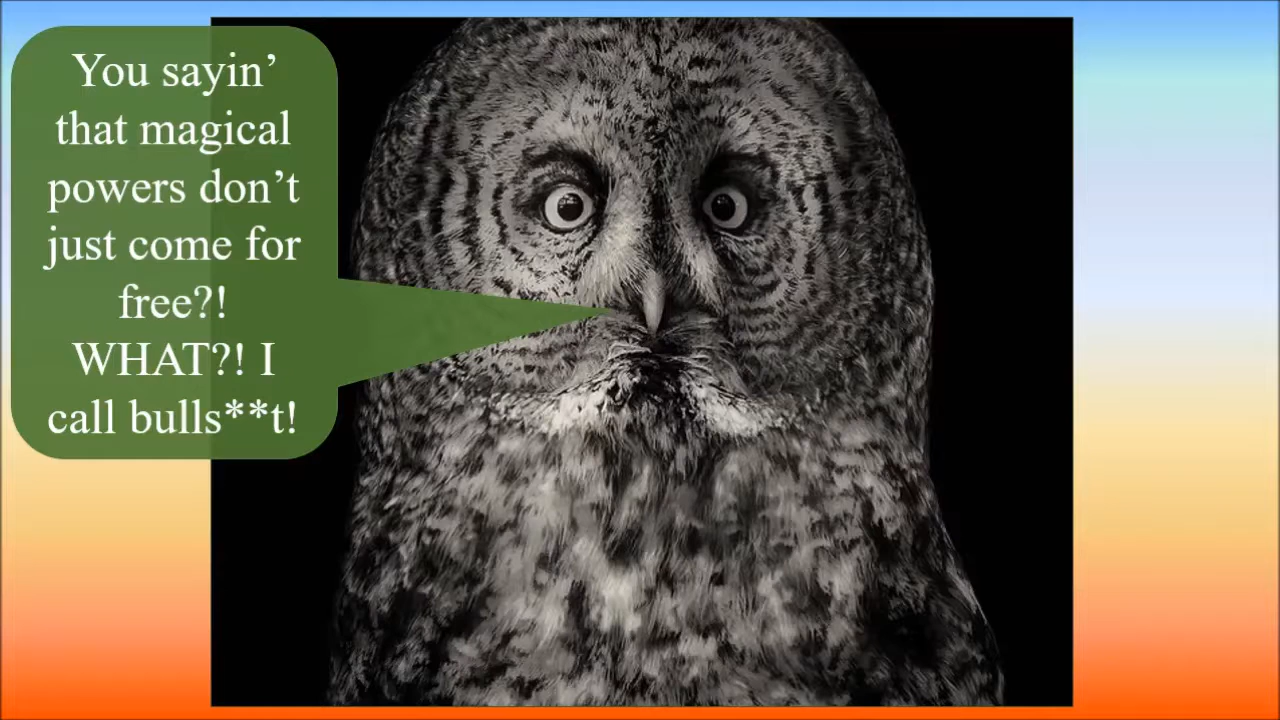 You sayin’
that magical
powers don’t
just come for
free?!
WHAT?! I
call bulls**t!